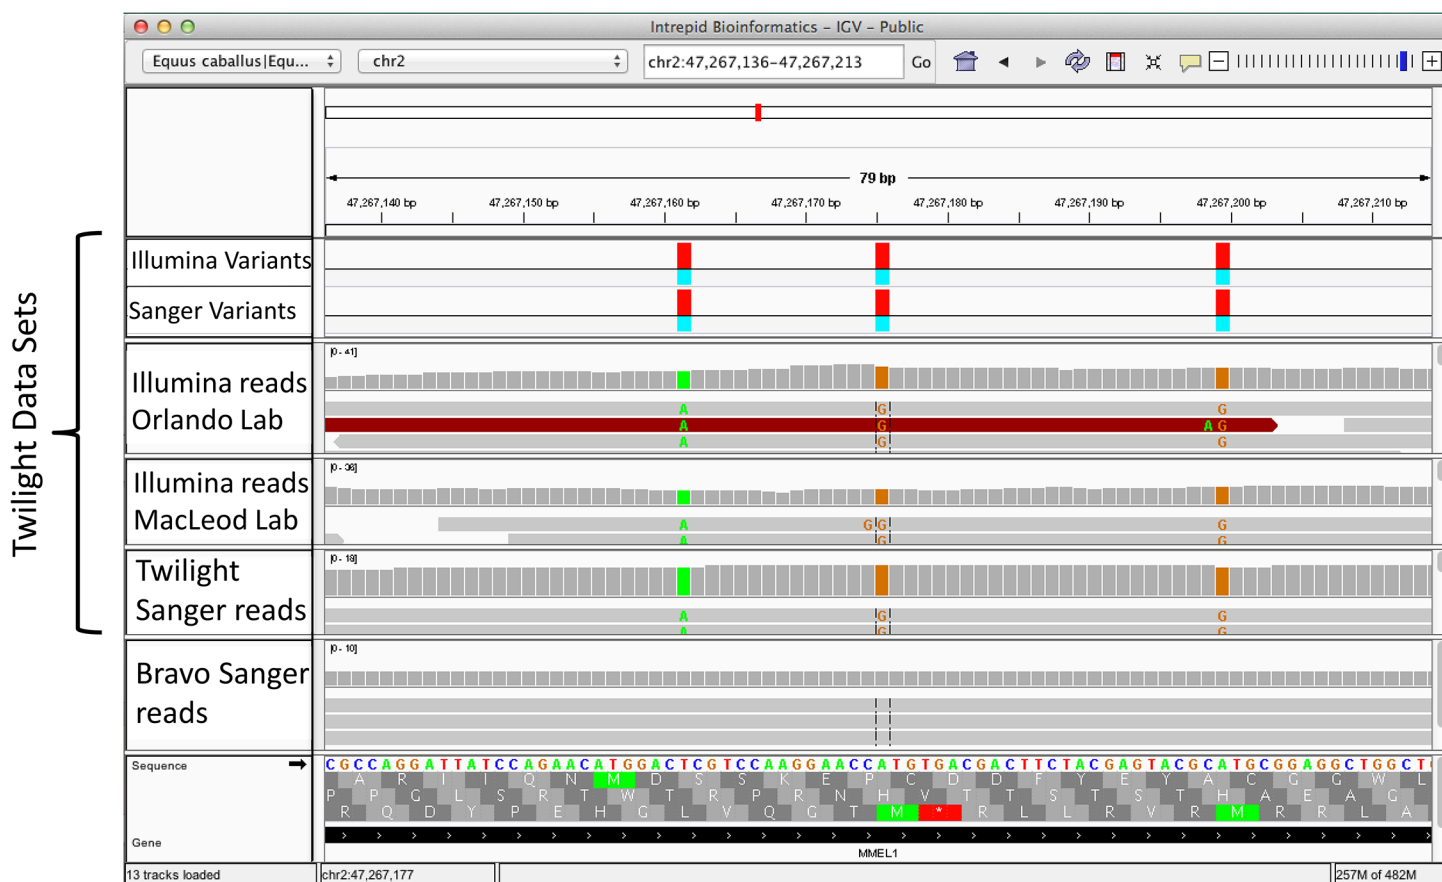 Intrepid Bioinformatics – IGV – Public
Equus caballus|Equ...
chr2
chr2:47,267,136-47,267,213
Go
79 bp
47,267,140 bp
47,267,150 bp
47,267,160 bp
47,267,170 bp
47,267,180 bp
47,267,190 bp
47,267,200 bp
47,267,210 bp
Twilight Data Sets
Illumina Variants
Sanger Variants
Illumina reads
Orlando Lab
[0 - 41]
A G G
A G A G
A G G
Illumina reads
MacLeod Lab
[0 - 36]
A G G G
A G G
Twilight
Sanger reads
[0 - 18]
A G G
A G G
Bravo Sanger
reads
[0 - 10]
Sequence
CGCCAGGATTATCCAGAACATGGACTCGTCCAAGGAACCATGTGACGACTTCTACGAGTACGCATGCGGAGGCTGGCT
A R I I Q N M D S S K E P C D D F Y E Y A C G G W L
P P G L S R T W T R P R N H V T T S T S T H A E A G
R Q D Y P E H G L V Q G T M * R L L R V R M R R L A
Gene
MMEL1
13 tracks loaded
chr2:47,267,177
257M of 482M